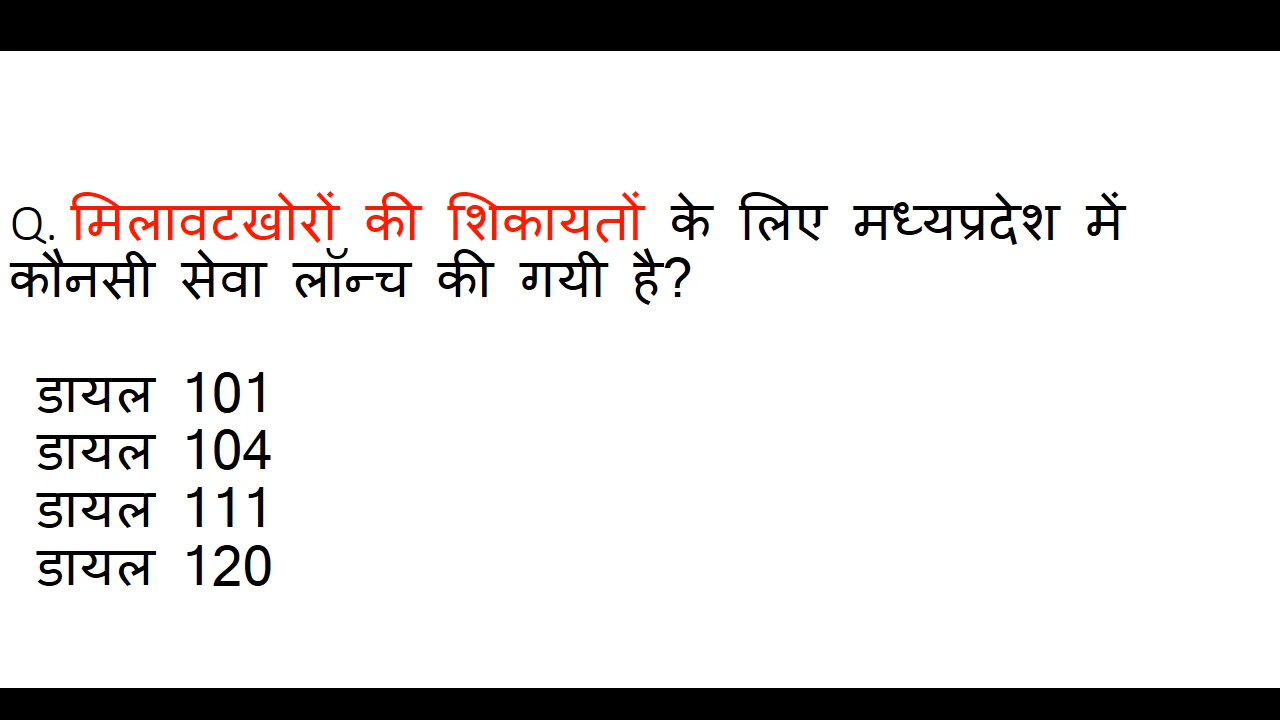 Q. मिलावटखोरों की शिकायतों के लिए मध्यप्रदेश में
कौनसी सेवा लॉन्च की गयी है?
डायल 101
डायल 104
डायल 111
डायल 120